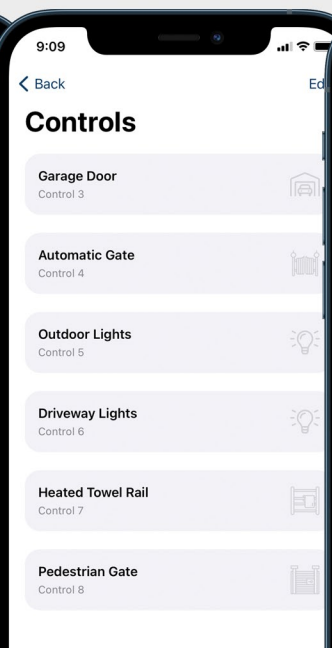 9:09
Back
Ed
Controls
Garage Door
Control 3
Automatic Gate
Control 4
Outdoor Lights
Control 5
Driveway Lights
Control 6
Heated Towel Rail
Control 7
Pedestrian Gate
Control 8